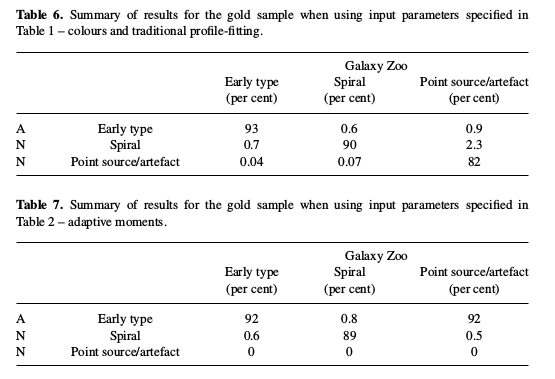 Table 6. Summary of results for the gold sample when using input parameters specified in
Table 1 – colours and traditional profile-fitting.
Galaxy Zoo
Early type Spiral Point source/artefact
(per cent) (per cent) (per cent)
A Early type 93 0.6 0.9
N Spiral 0.7 90 2.3
N Point source/artefact 0.04 0.07 82
Table 7. Summary of results for the gold sample when using input parameters specified in
Table 2 – adaptive moments.
Galaxy Zoo
Early type Spiral Point source/artefact
(per cent) (per cent) (per cent)
A Early type 92 0.8 92
N Spiral 0.6 89 0.5
N Point source/artefact 0 0 0